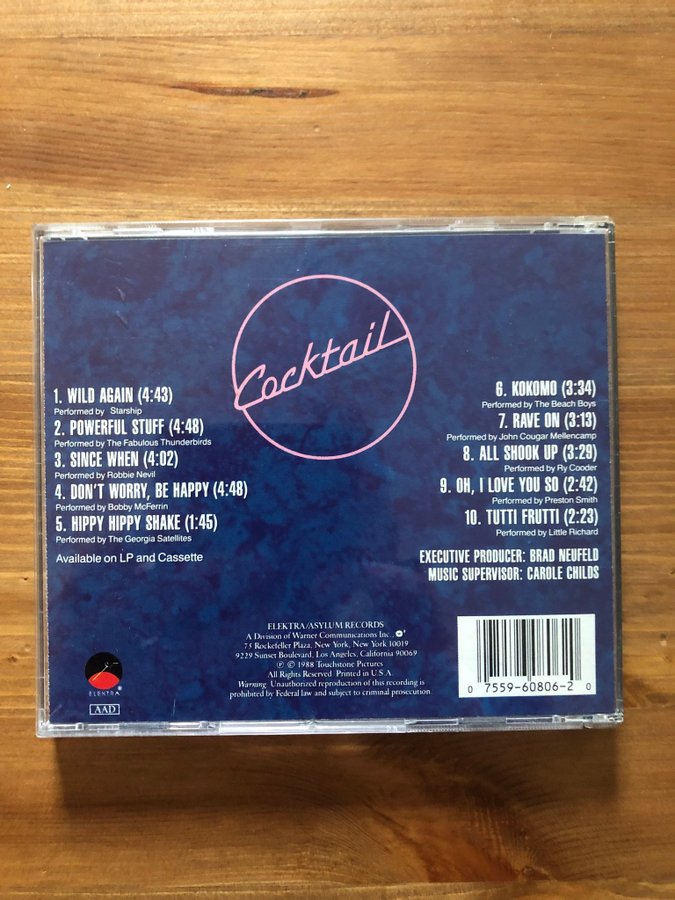 Cocktail
1. WILD AGAIN (4:43)
Performed by Starship
2. POWERFUL STUFF (4:48)
Performed by The Fabulous Thunderbirds
3. SINCE WHEN (4:02)
Performed by Robbie Nevil
4. DON'T WORRY, BE HAPPY (4:48)
Performed by Bobby McFerrin
5. HIPPY HIPPY SHAKE (1:45)
Performed by The Georgia Satellites
Available on LP and Cassette
6. KOKOMO (3:34)
Performed by The Beach Boys
7. RAVE ON (3:13)
Performed by John Cougar Mellencamp
8. ALL SHOOK UP (3:29)
Performed by Ry Cooder
9. OH, I LOVE YOU SO (2:42)
Performed by Preston Smith
10. TUTTI FRUTTI (2:23)
Performed by Little Richard
EXECUTIVE PRODUCER: BRAD NEUFELD
MUSIC SUPERVISOR: CAROLE CHILDS
ELEKTRA/ASYLUM RECORDS
A Division of Warner Communications Inc.
75 Rockefeller Plaza, New York, New York 10019
9229 Sunset Boulevard, Los Angeles, California 90069
℗ © 1988 Touchstone Pictures
All Rights Reserved. Printed in U.S.A.
Warning: Unauthorized reproduction of this recording is
prohibited by Federal law and subject to criminal prosecution
ELEKTRA®
AAD
0 7559-60806-2 0